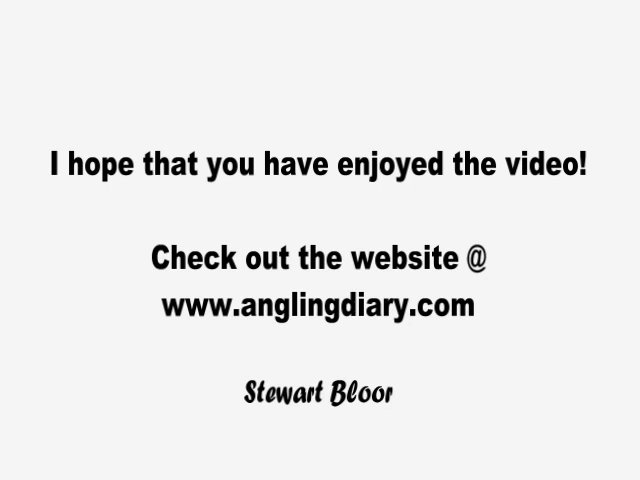 I hope that you have enjoyed the video!
Check out the website @
www.anglingdiary.com
Stewart Bloor